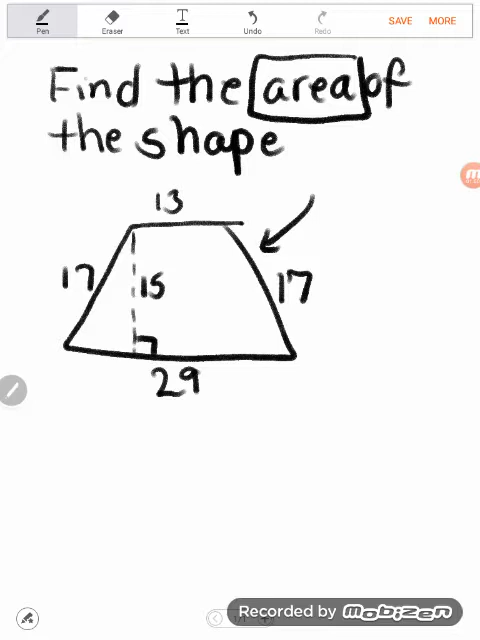 SAVE MORE
Pen Eraser Text Undo Redo
Find the area of
the shape
13
17 15 17
29
Recorded by mobizen